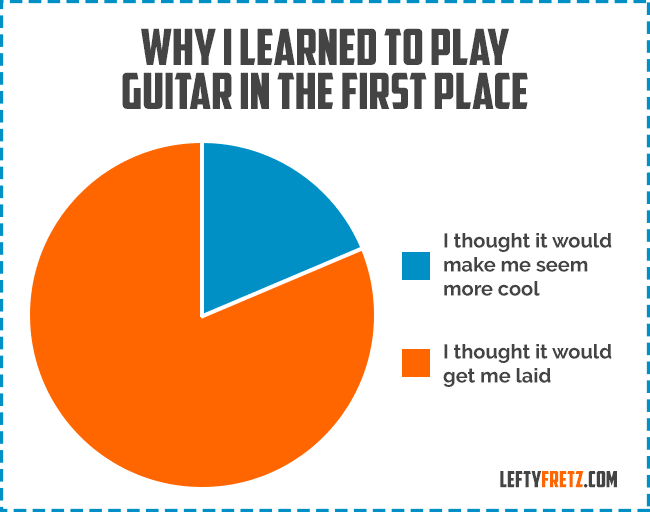 WHY I LEARNED TO PLAY
GUITAR IN THE FIRST PLACE
I thought it would
make me seem
more cool
I thought it would
get me laid
LEFTYFRETZ.COM